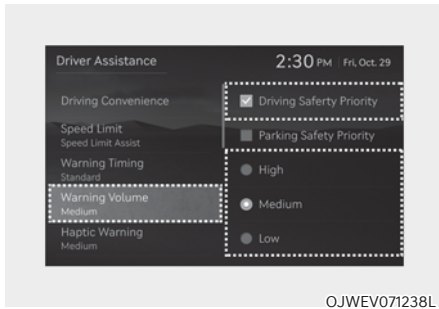 Driver Assistance
2:30 PM Fri, Oct. 29
Driving Convenience
Speed Limit
Speed Limit Assist
Warning Timing
Standard
Warning Volume
Medium
Haptic Warning
Medium
Driving Saferty Priority
Parking Safety Priority
High
Medium
Low
OJWEV071238L